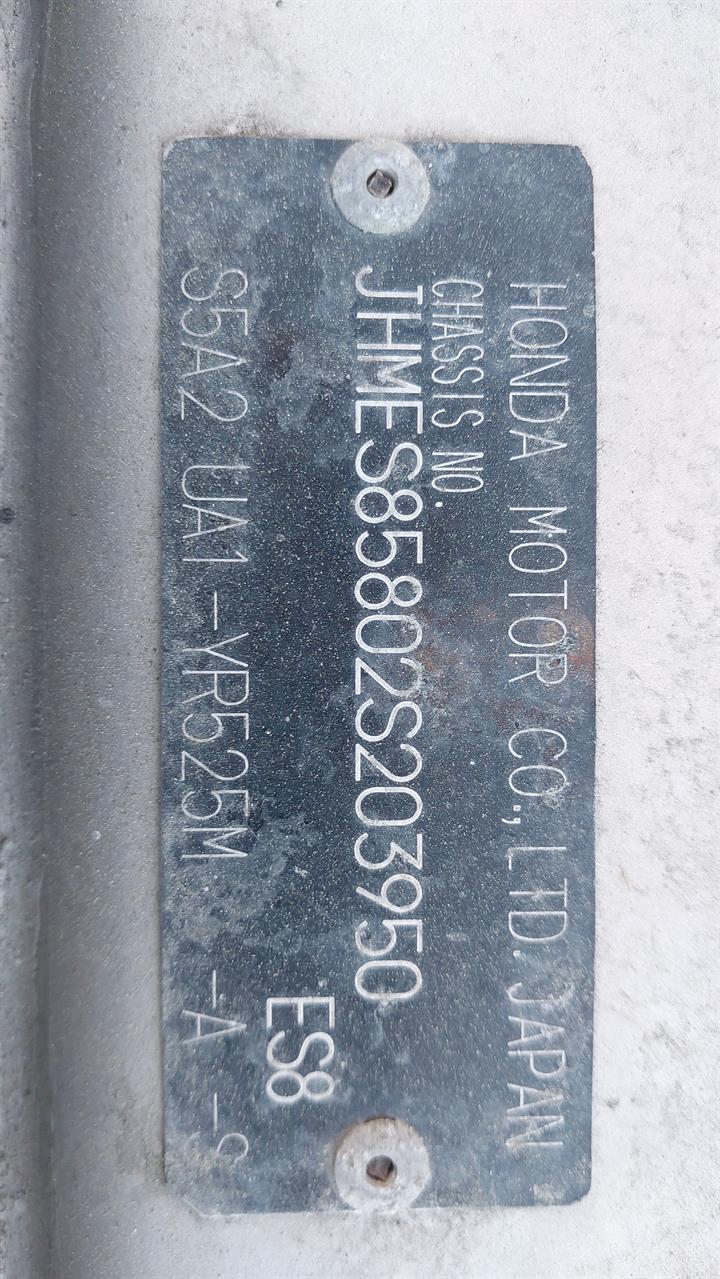 HONDA MOTOR CO.,LTD.JAPAN
CHASSIS NO.
JHMES85802S203950
ES8
S5A2 UA1-YR525M -A -S